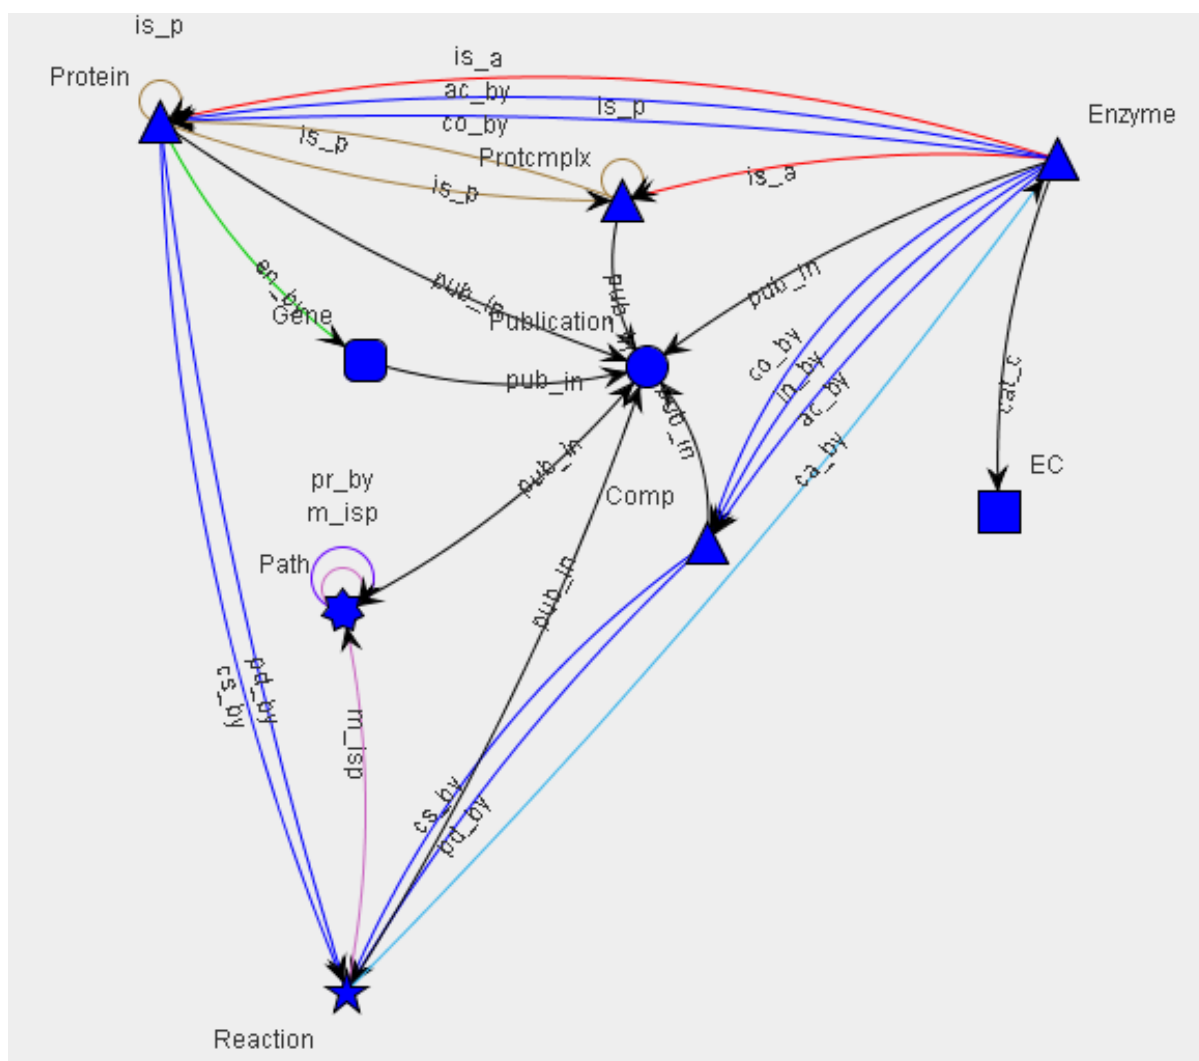 is_p
Protein
is_a
ac_by
is_p
co_by
Enzyme
is_p
Protcmplx
is_p
is_a
en_by
Gene
pub_in
Publication
pub_in
pub_in
pub_in
co_by
in_by
ac_by
ca_by
cat_c
EC
pub_in
pub_in
Comp
pr_by
m_isp
Path
pub_in
cs_by
pd_by
m_isp
cs_by
pd_by
Reaction